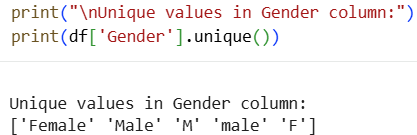 print("\nUnique values in Gender column:")
print(df['Gender'].unique())
Unique values in Gender column:
['Female' 'Male' 'M' 'male' 'F']